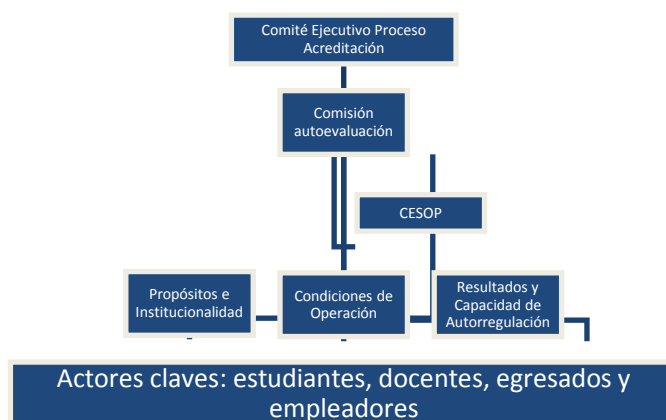 Comité Ejecutivo Proceso
Acreditación
Comisión
autoevaluación
CESOP
Propósitos e
Institucionalidad
Condiciones de
Operación
Resultados y
Capacidad de
Autorregulación
Actores claves: estudiantes, docentes, egresados y
empleadores